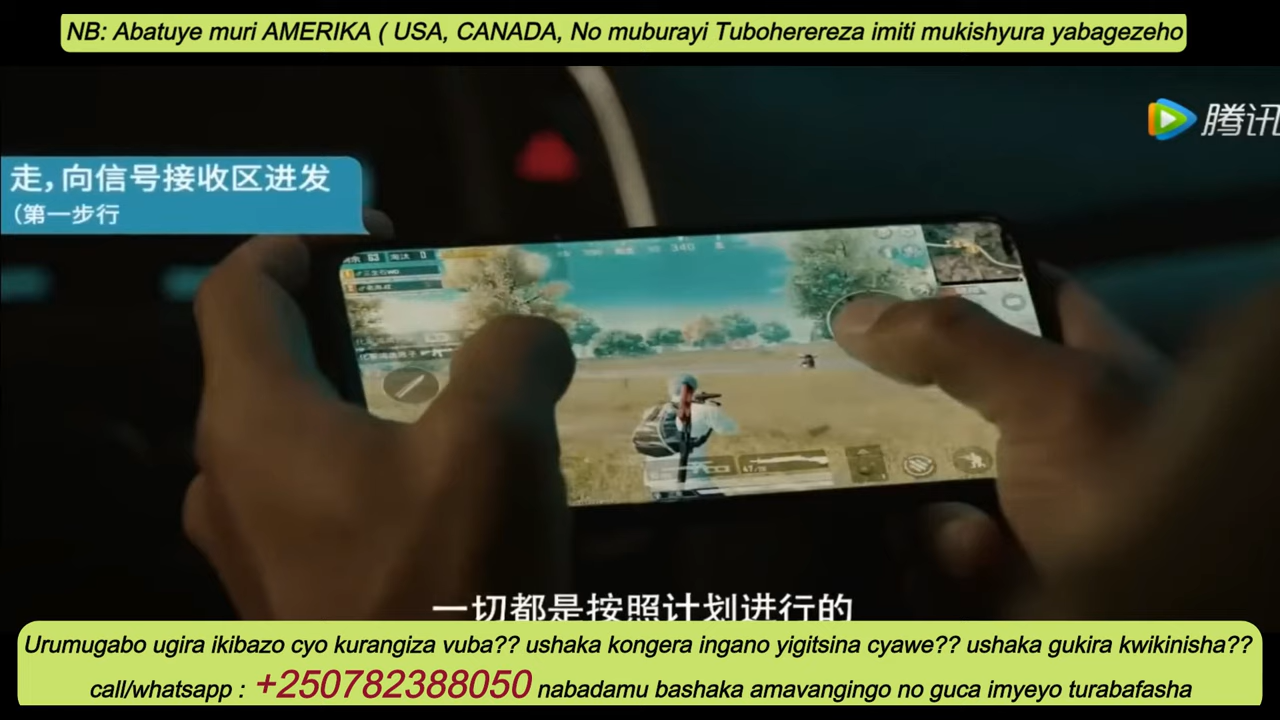 NB: Abatuye muri AMERIKA ( USA, CANADA, No muburayi Tuboherereza imiti mukishyura yabagezeho
腾讯
走，向信号接收区进发
（第一步行
340
一切都是按照计划进行的
Urumugabo ugira ikibazo cyo kurangiza vuba?? ushaka kongera ingano yigitsina cyawe?? ushaka gukira kwikinisha??
call/whatsapp : +250782388050 nabadamu bashaka amavangingo no guca imyeyo turabafasha